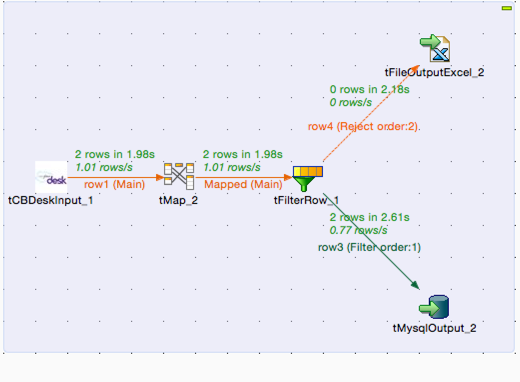 tFileOutputExcel_2
0 rows in 2.18s
0 rows/s
row4 (Reject order:2).
2 rows in 1.98s
1.01 rows/s
row1 (Main)
2 rows in 1.98s
1.01 rows/s
Mapped (Main)
desk
tCBDeskInput_1
tMap_2
tFilterRow_1
2 rows in 2.61s
0.77 rows/s
row3 (Filter order:1)
tMysqlOutput_2